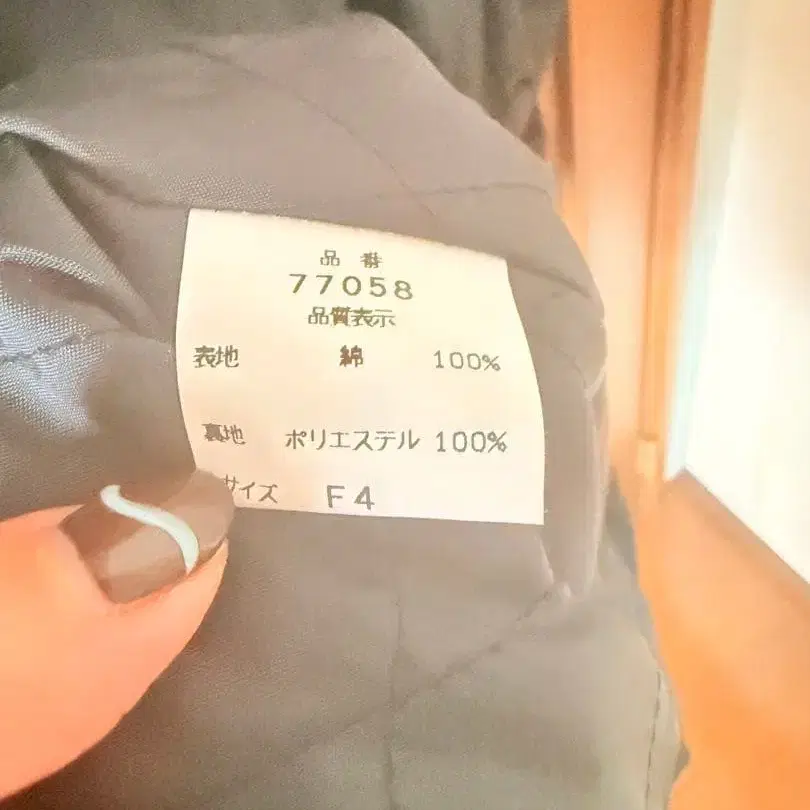 品 番
77058
品質表示
表地 綿 100%
裏地 ポリエステル 100%
サイズ F4